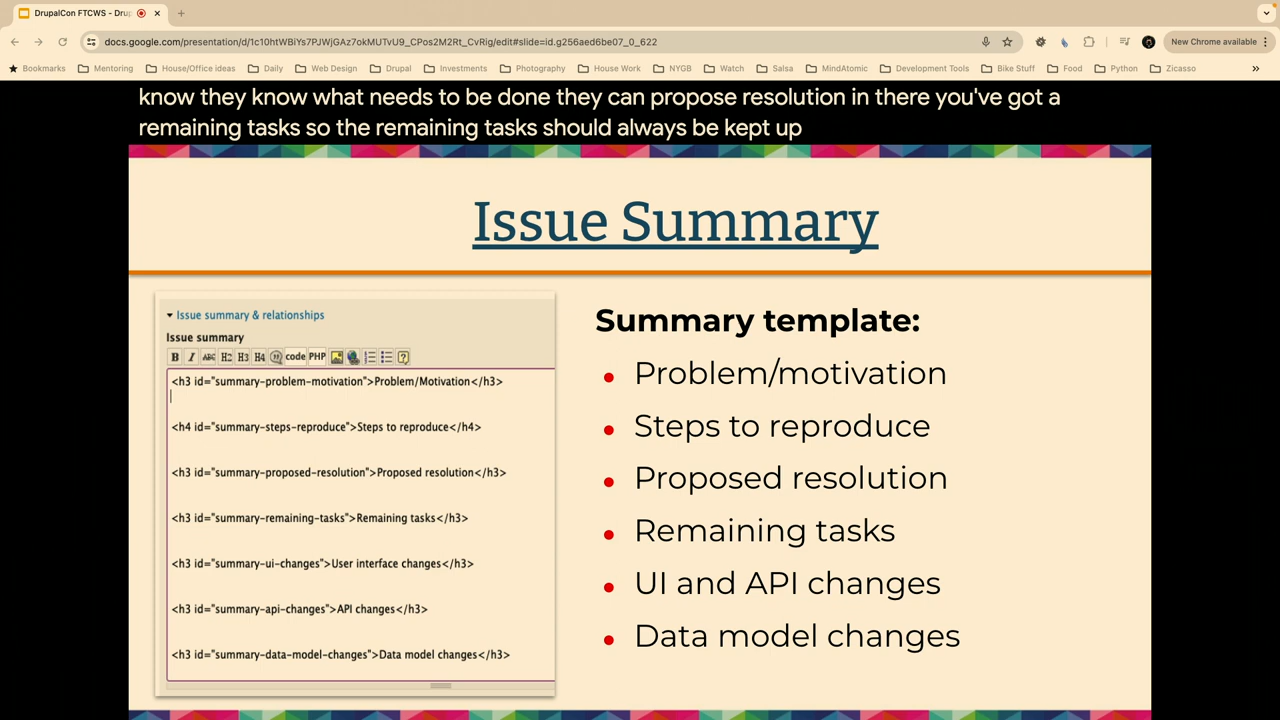 DrupalCon FTCWS - Drup
docs.google.com/presentation/d/1c10htWBiYs7PJWjGAz7okMUTvU9_CPos2M2Rt_CvRig/edit#slide=id.g256aed6be07_0_622
New Chrome available
Bookmarks Mentoring House/Office ideas Daily Web Design Drupal Investments Photography House Work NYGB Watch Salsa MindAtomic Development Tools Bike Stuff Food Python Zicasso
know they know what needs to be done they can propose resolution in there you've got a
remaining tasks so the remaining tasks should always be kept up
Issue Summary
Issue summary & relationships
Issue summary
B I ABC H2 H3 H4 code PHP
<h3 id="summary-problem-motivation">Problem/Motivation</h3>
<h4 id="summary-steps-reproduce">Steps to reproduce</h4>
<h3 id="summary-proposed-resolution">Proposed resolution</h3>
<h3 id="summary-remaining-tasks">Remaining tasks</h3>
<h3 id="summary-ui-changes">User interface changes</h3>
<h3 id="summary-api-changes">API changes</h3>
<h3 id="summary-data-model-changes">Data model changes</h3>
Summary template:
Problem/motivation
Steps to reproduce
Proposed resolution
Remaining tasks
UI and API changes
Data model changes